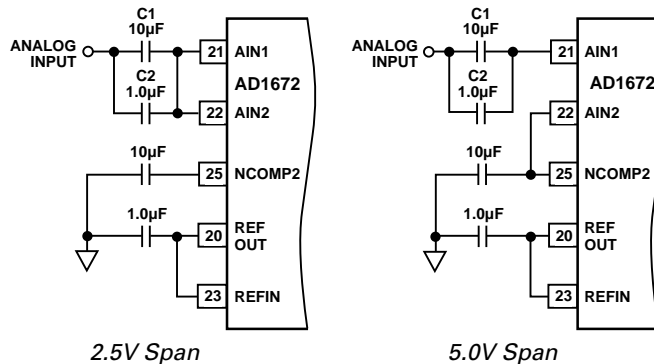 C1
10µF
ANALOG
INPUT
C2
1.0µF
21
AIN1
AD1672
22
AIN2
10µF
25
NCOMP2
1.0µF
20
REF
OUT
23
REFIN
2.5V Span
C1
10µF
ANALOG
INPUT
C2
1.0µF
21
AIN1
AD1672
22
AIN2
10µF
25
NCOMP2
1.0µF
20
REF
OUT
23
REFIN
5.0V Span